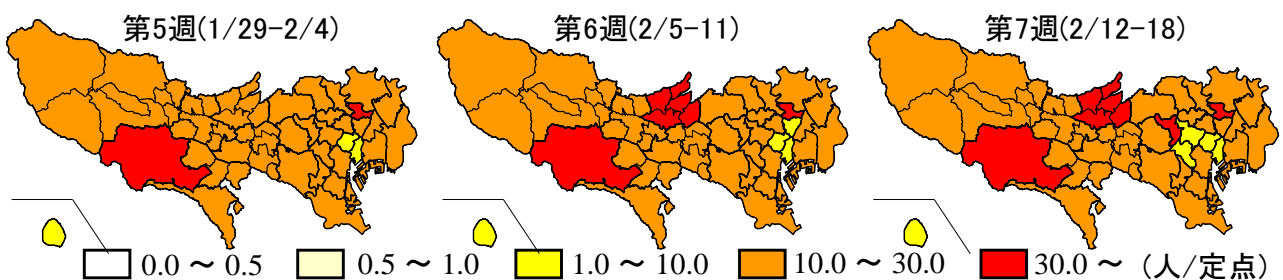 第5週(1/29-2/4)
第6週(2/5-11)
第7週(2/12-18)
0.0 ～ 0.5
0.5 ～ 1.0
1.0 ～ 10.0
10.0 ～ 30.0
30.0 ～ (人/定点)